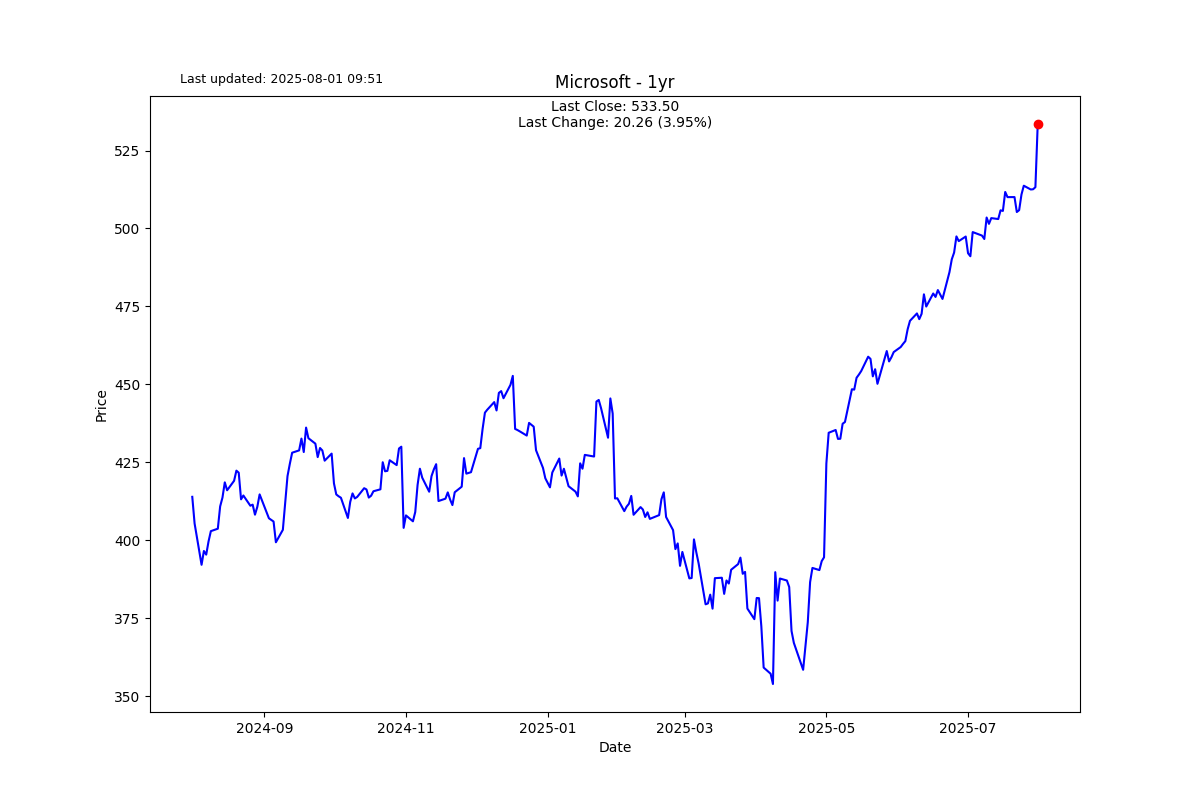 Last updated: 2025-08-01 09:51
Microsoft - 1yr
Last Close: 533.50
Last Change: 20.26 (3.95%)
Price
525
500
475
450
425
400
375
350
2024-09
2024-11
2025-01
2025-03
2025-05
2025-07
Date